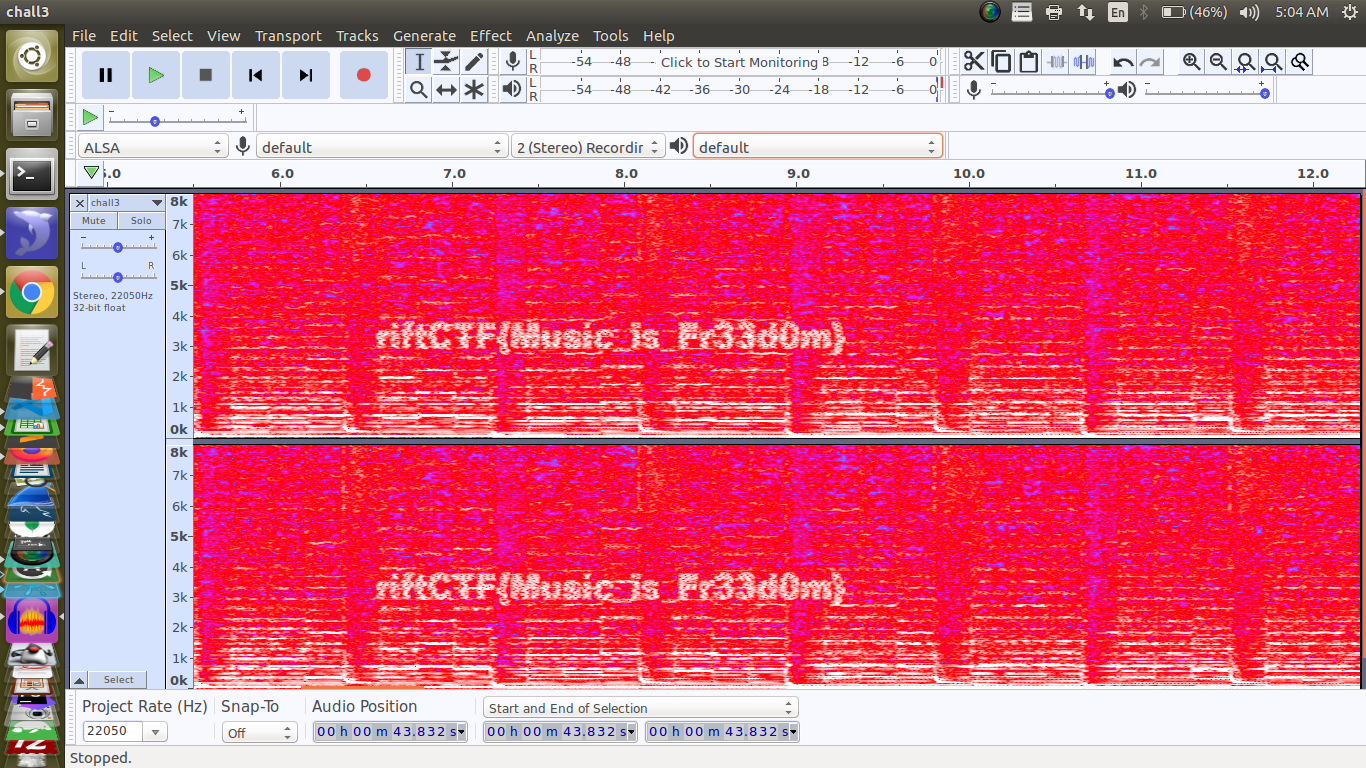 chall3
En
(46%)
5:04 AM
File Edit Select View Transport Tracks Generate Effect Analyze Tools Help
L
R
-54 -48 - Click to Start Monitoring 8 -12 -6 0
L
R
-54 -48 -42 -36 -30 -24 -18 -12 -6 0
- +
ALSA
default
2 (Stereo) Recordir
default
5.0 6.0 7.0 8.0 9.0 10.0 11.0 12.0
chall3
Mute Solo
- +
L R
Stereo, 22050Hz
32-bit float
8k
7k
6k
5k
4k
3k
2k
1k
0k
riftCTF{Music_is_Fr33d0m}
8k
7k
6k
5k
4k
3k
2k
1k
0k
riftCTF{Music_is_Fr33d0m}
Select
Project Rate (Hz) Snap-To Audio Position Start and End of Selection
22050 Off 00 h 00 m 43.832 s 00 h 00 m 43.832 s 00 h 00 m 43.832 s
Stopped.